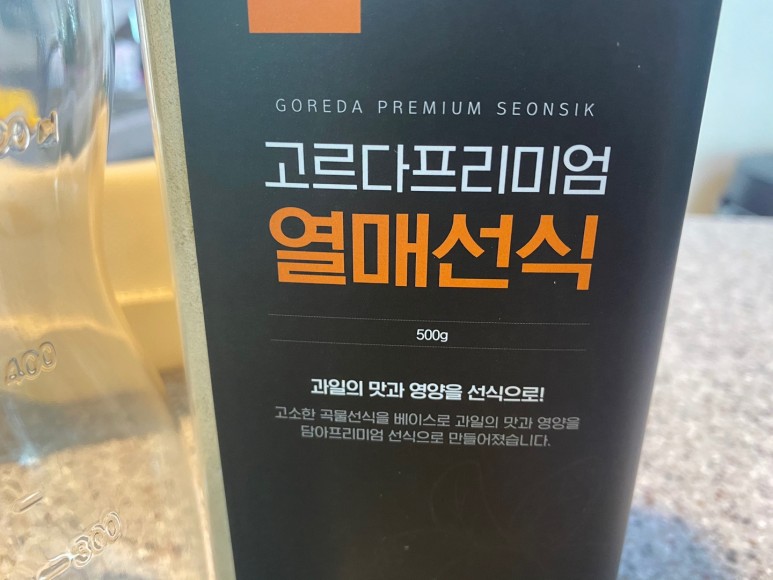 GOREDA PREMIUM SEONSIK
고르다프리미엄
열매선식
500g
과일의 맛과 영양을 선식으로!
고소한 곡물선식을 베이스로 과일의 맛과 영양을
담아프리미엄 선식으로 만들어졌습니다.
400
300